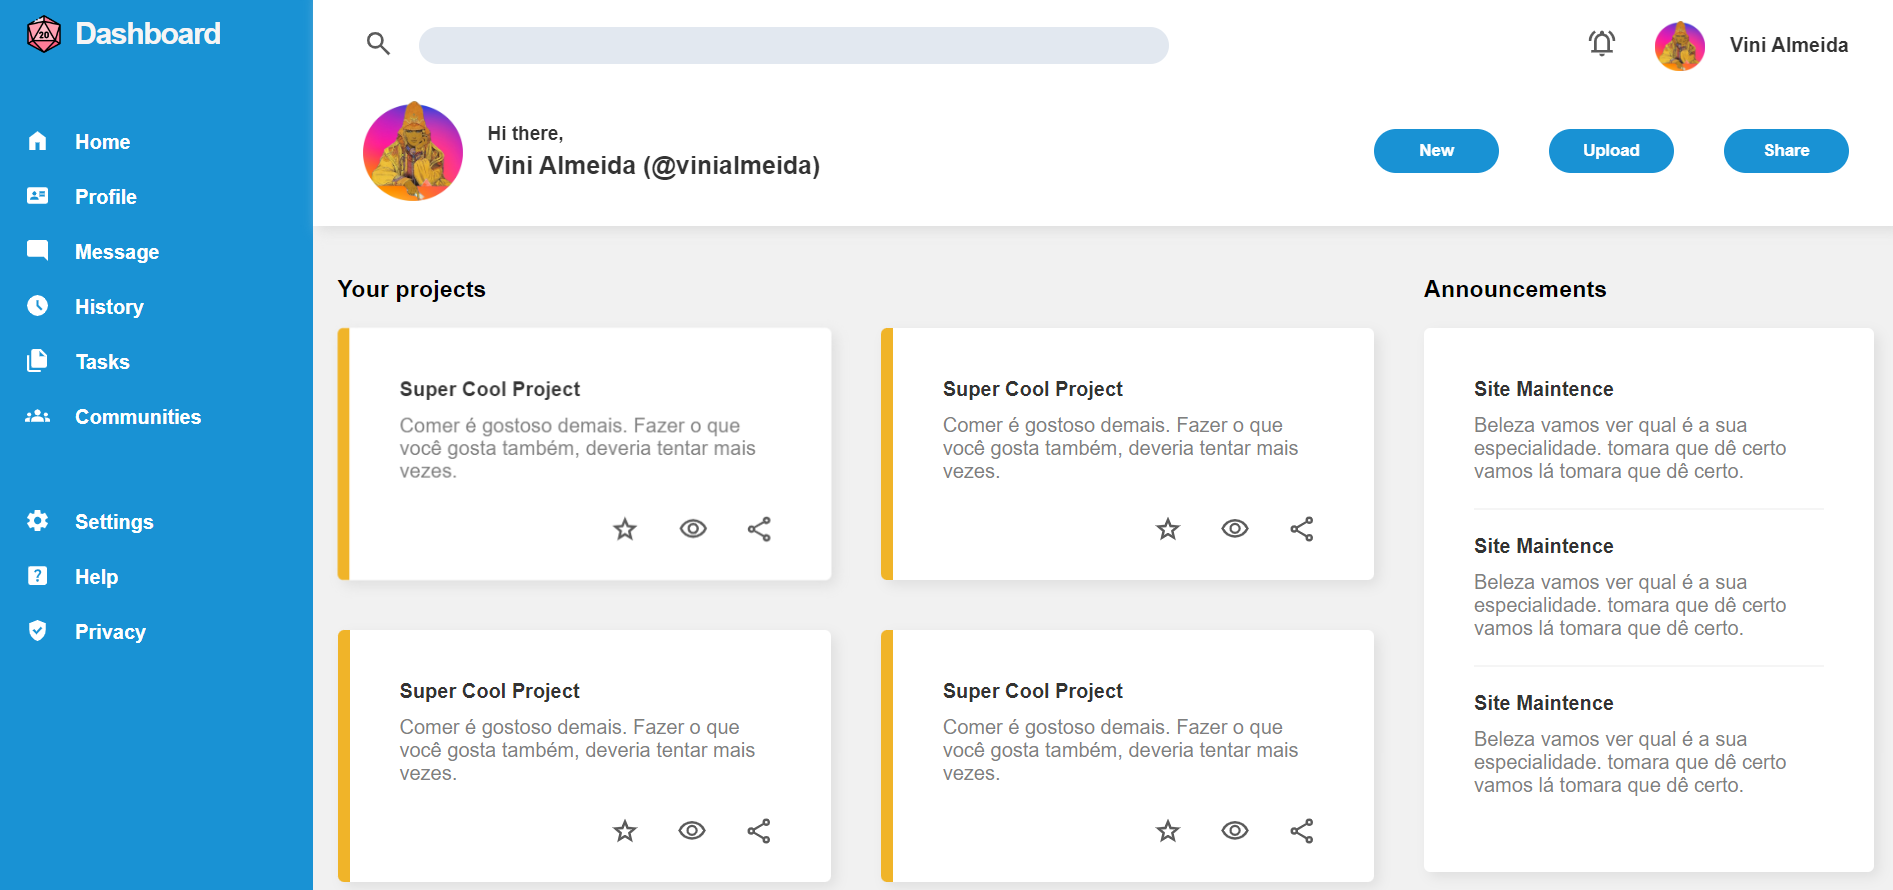 20
Dashboard
Home
Profile
Message
History
Tasks
Communities
Settings
Help
Privacy
Vini Almeida
Hi there,
Vini Almeida (@vinialmeida)
New
Upload
Share
Your projects
Super Cool Project
Comer é gostoso demais. Fazer o que
você gosta também, deveria tentar mais
vezes.
Super Cool Project
Comer é gostoso demais. Fazer o que
você gosta também, deveria tentar mais
vezes.
Super Cool Project
Comer é gostoso demais. Fazer o que
você gosta também, deveria tentar mais
vezes.
Super Cool Project
Comer é gostoso demais. Fazer o que
você gosta também, deveria tentar mais
vezes.
Announcements
Site Maintence
Beleza vamos ver qual é a sua
especialidade. tomara que dê certo
vamos lá tomara que dê certo.
Site Maintence
Beleza vamos ver qual é a sua
especialidade. tomara que dê certo
vamos lá tomara que dê certo.
Site Maintence
Beleza vamos ver qual é a sua
especialidade. tomara que dê certo
vamos lá tomara que dê certo.